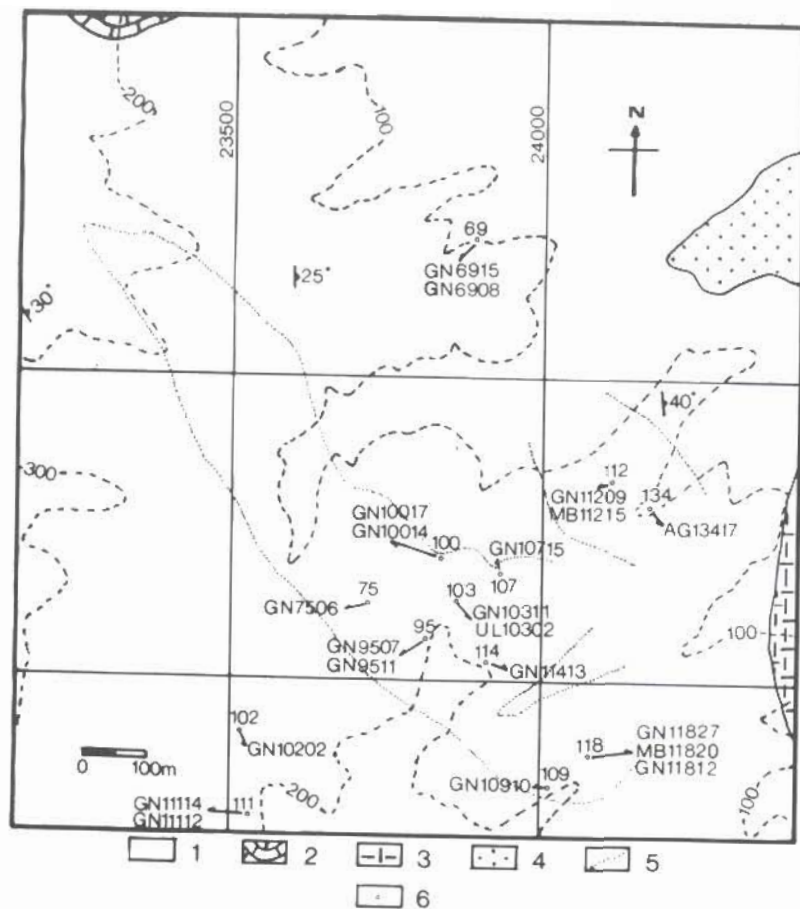 200
100
23500
24000
N
69
GN6915
GN6908
25°
30°
40°
300
112
GN11209
MB11215
134
AG13417
GN10017
GN10014
100
GN10715
107
75
GN7506
103
GN10311
UL10302
95
GN9507
GN9511
114
GN11413
100
102
GN10202
0 100m
118
GN11827
MB11820
GN11812
GN10910
109
GN11114
GN11112
111
200
100
1 2 3 4 5
6